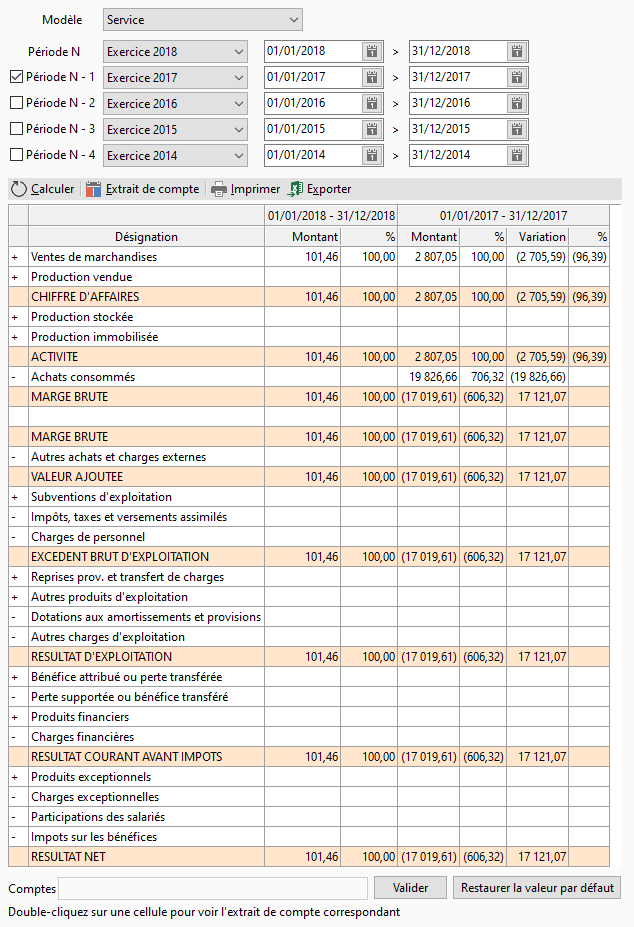 Modèle Service
Période N Exercice 2018 01/01/2018 > 31/12/2018
Période N - 1 Exercice 2017 01/01/2017 > 31/12/2017
Période N - 2 Exercice 2016 01/01/2016 > 31/12/2016
Période N - 3 Exercice 2015 01/01/2015 > 31/12/2015
Période N - 4 Exercice 2014 01/01/2014 > 31/12/2014
Calculer Extrait de compte Imprimer Exporter
01/01/2018 - 31/12/2018 01/01/2017 - 31/12/2017
Désignation Montant % Montant % Variation %
+ Ventes de marchandises 101,46 100,00 2 807,05 100,00 (2 705,59) (96,39)
+ Production vendue
CHIFFRE D'AFFAIRES 101,46 100,00 2 807,05 100,00 (2 705,59) (96,39)
+ Production stockée
+ Production immobilisée
ACTIVITE 101,46 100,00 2 807,05 100,00 (2 705,59) (96,39)
- Achats consommés 19 826,66 706,32 (19 826,66)
MARGE BRUTE 101,46 100,00 (17 019,61) (606,32) 17 121,07
MARGE BRUTE 101,46 100,00 (17 019,61) (606,32) 17 121,07
- Autres achats et charges externes
VALEUR AJOUTEE 101,46 100,00 (17 019,61) (606,32) 17 121,07
+ Subventions d'exploitation
- Impôts, taxes et versements assimilés
- Charges de personnel
EXCEDENT BRUT D'EXPLOITATION 101,46 100,00 (17 019,61) (606,32) 17 121,07
+ Reprises prov. et transfert de charges
+ Autres produits d'exploitation
- Dotations aux amortissements et provisions
- Autres charges d'exploitation
RESULTAT D'EXPLOITATION 101,46 100,00 (17 019,61) (606,32) 17 121,07
+ Bénéfice attribué ou perte transférée
- Perte supportée ou bénéfice transféré
+ Produits financiers
- Charges financières
RESULTAT COURANT AVANT IMPOTS 101,46 100,00 (17 019,61) (606,32) 17 121,07
+ Produits exceptionnels
- Charges exceptionnelles
- Participations des salariés
- Impots sur les bénéfices
RESULTAT NET 101,46 100,00 (17 019,61) (606,32) 17 121,07
Comptes Valider Restaurer la valeur par défaut
Double-cliquez sur une cellule pour voir l'extrait de compte correspondant